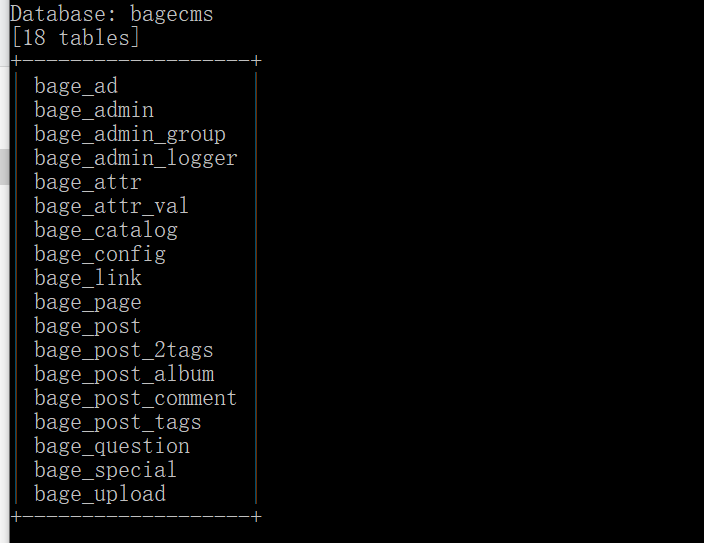 Database: bagecms
[18 tables]
+-------------------+
| bage_ad           |
| bage_admin        |
| bage_admin_group  |
| bage_admin_logger |
| bage_attr         |
| bage_attr_val     |
| bage_catalog      |
| bage_config       |
| bage_link         |
| bage_page         |
| bage_post         |
| bage_post_2tags   |
| bage_post_album   |
| bage_post_comment |
| bage_post_tags    |
| bage_question     |
| bage_special      |
| bage_upload       |
+-------------------+